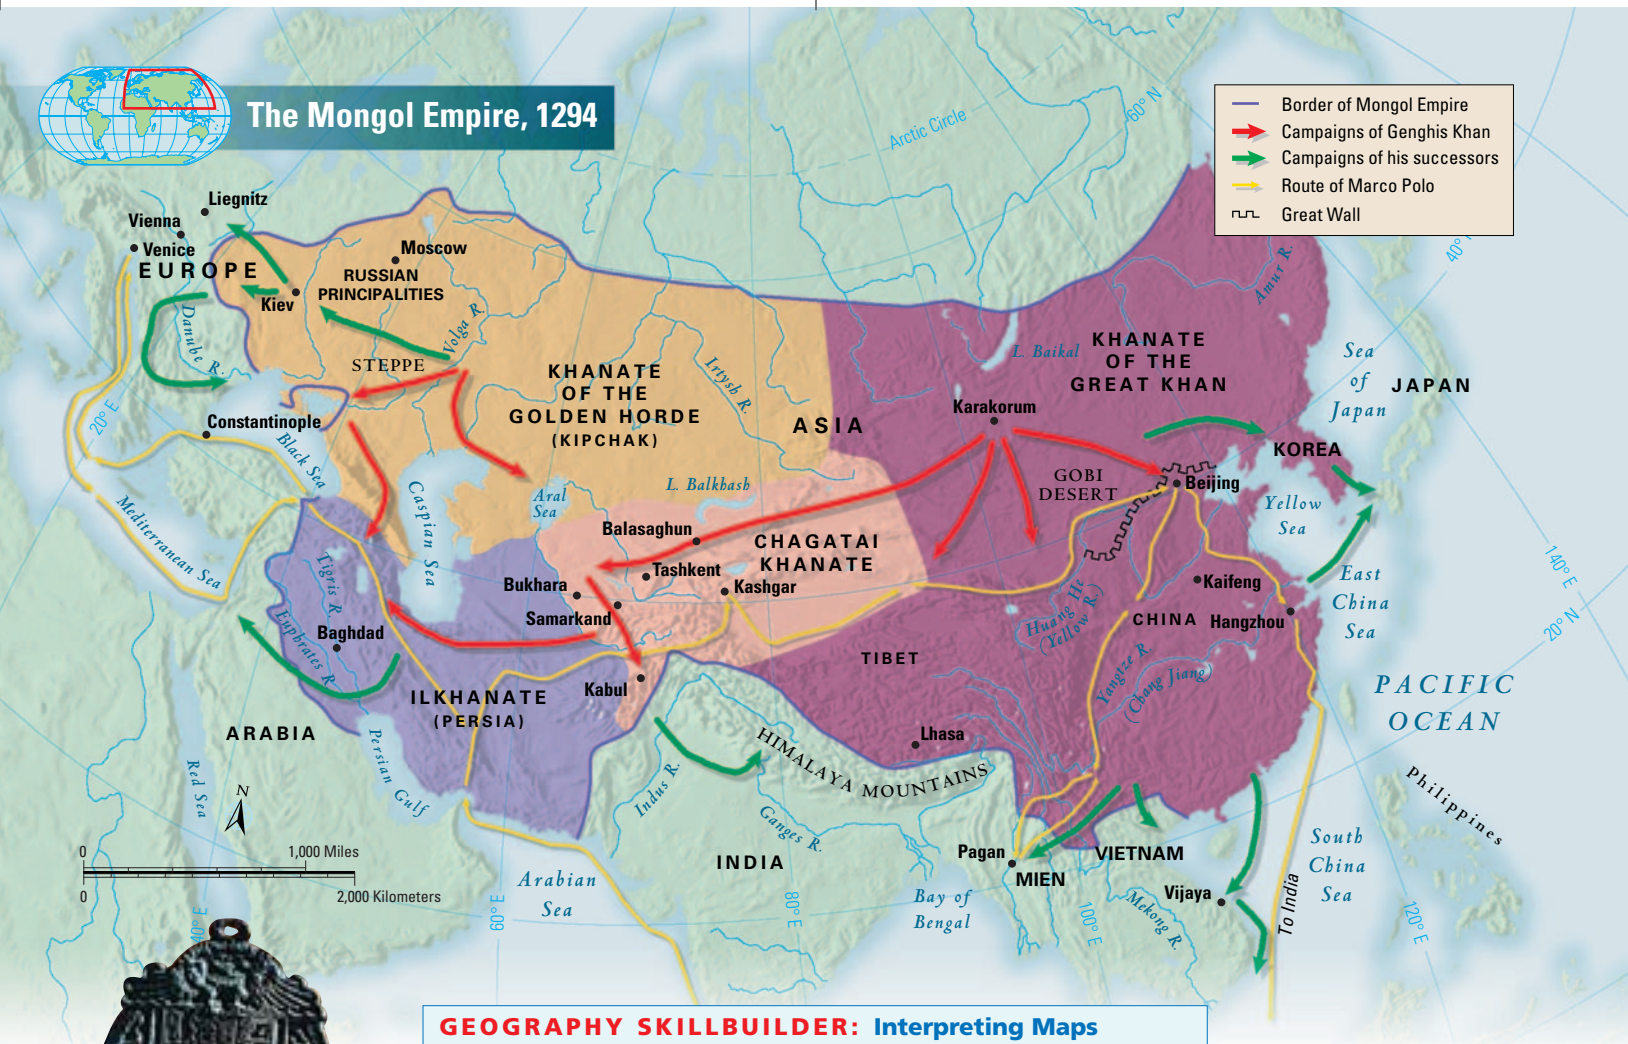 The Mongol Empire, 1294
Border of Mongol Empire
Campaigns of Genghis Khan
Campaigns of his successors
Route of Marco Polo
Great Wall
Arctic Circle
60° N
40°
Liegnitz
Vienna
Venice
EUROPE
Moscow
RUSSIAN
PRINCIPALITIES
Kiev
Danube R.
Volga R.
STEPPE
20° E
Constantinople
Black Sea
KHANATE
OF THE
GOLDEN HORDE
(KIPCHAK)
Irtysh R.
ASIA
L. Baikal
KHANATE
OF THE
GREAT KHAN
Amur R.
Karakorum
Sea
of
Japan
JAPAN
KOREA
GOBI
DESERT
Beijing
Yellow
Sea
Mediterranean Sea
Caspian Sea
Aral
Sea
L. Balkhash
Balasaghun
CHAGATAI
KHANATE
Tashkent
Bukhara
Kashgar
Samarkand
Tigris R.
Euphrates R.
Baghdad
Kaifeng
Huang He
(Yellow R.)
CHINA
Hangzhou
East
China
Sea
140° E
20° N
TIBET
Yangze R.
(Chang Jiang)
Kabul
ILKHANATE
(PERSIA)
ARABIA
PACIFIC
OCEAN
Lhasa
HIMALAYA MOUNTAINS
Red Sea
Persian Gulf
Indus R.
Ganges R.
Philippines
N
0
1,000 Miles
0
2,000 Kilometers
INDIA
Pagan
MIEN
VIETNAM
South
China
Sea
Arabian
Sea
Bay of
Bengal
Vijaya
Mekong R.
To India
40° E
60° E
80° E
100° E
120° E
GEOGRAPHY SKILLBUILDER: Interpreting Maps